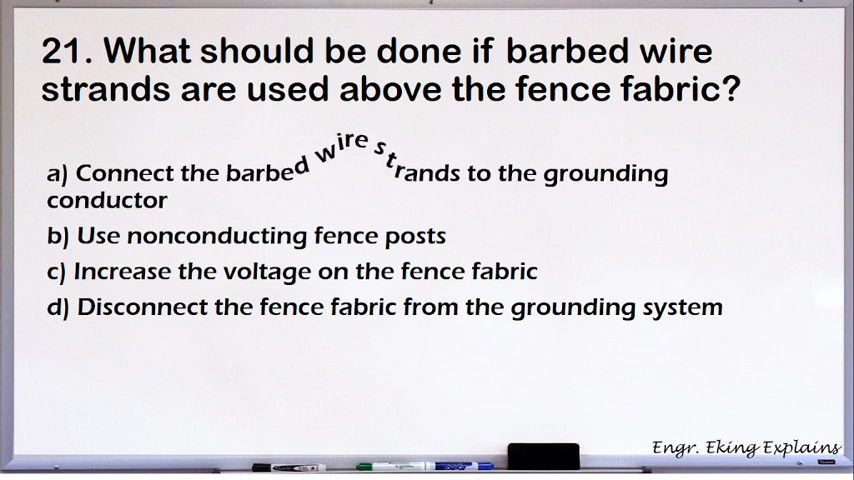 21. What should be done if barbed wire
strands are used above the fence fabric?
a) Connect the barbed wire strands to the grounding
conductor
b) Use nonconducting fence posts
c) Increase the voltage on the fence fabric
d) Disconnect the fence fabric from the grounding system
Engr. Eking Explains